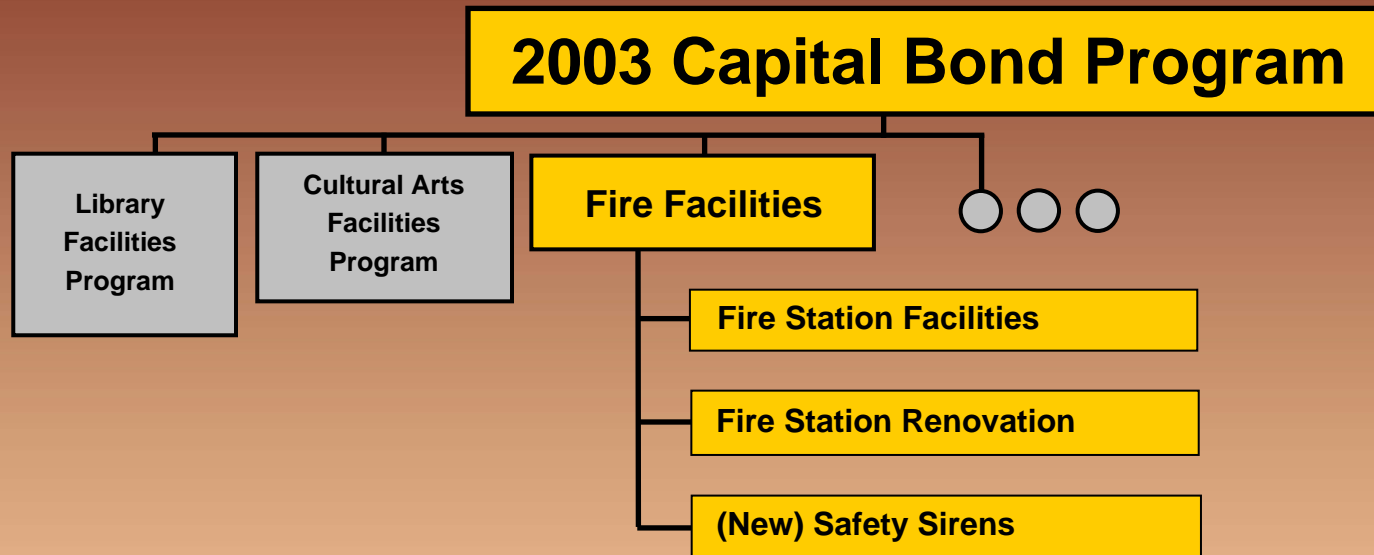 2003 Capital Bond Program
Library
Facilities
Program
Cultural Arts
Facilities
Program
Fire Facilities
Fire Station Facilities
Fire Station Renovation
(New) Safety Sirens